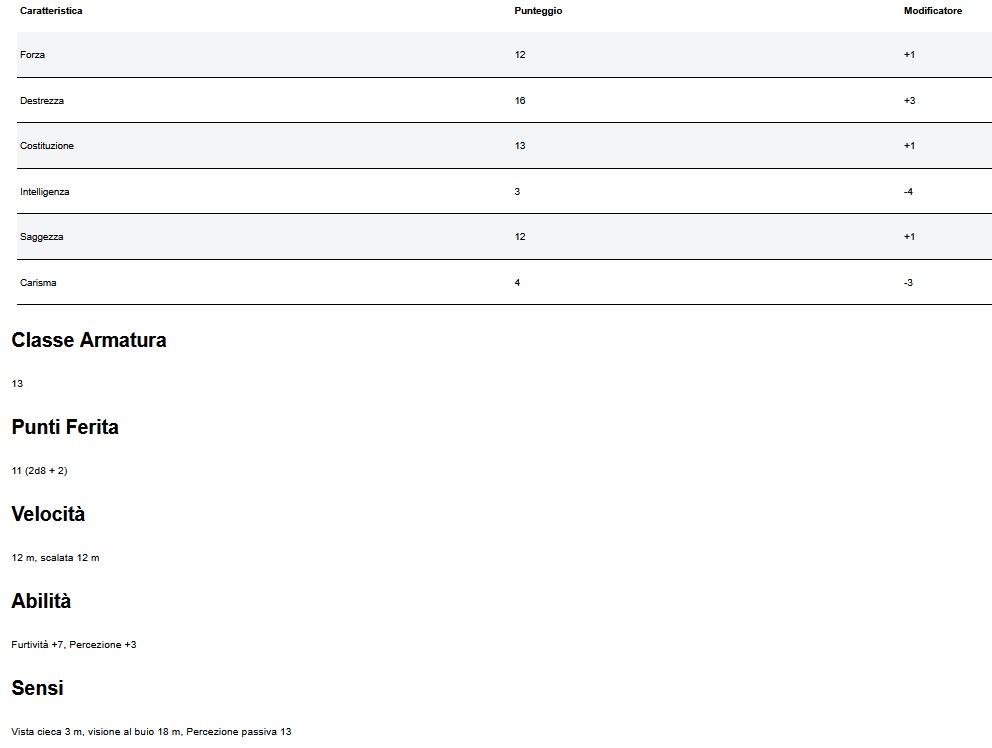 Caratteristica Punteggio Modificatore
Forza 12 +1
Destrezza 16 +3
Costituzione 13 +1
Intelligenza 3 -4
Saggezza 12 +1
Carisma 4 -3
Classe Armatura
13
Punti Ferita
11 (2d8 + 2)
Velocità
12 m, scalata 12 m
Abilità
Furtività +7, Percezione +3
Sensi
Vista cieca 3 m, visione al buio 18 m, Percezione passiva 13